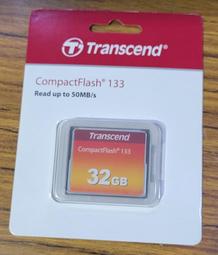 Transcend
CompactFlash® 133
Read up to 50MB/s
Transcend
CompactFlash® 133
32GB